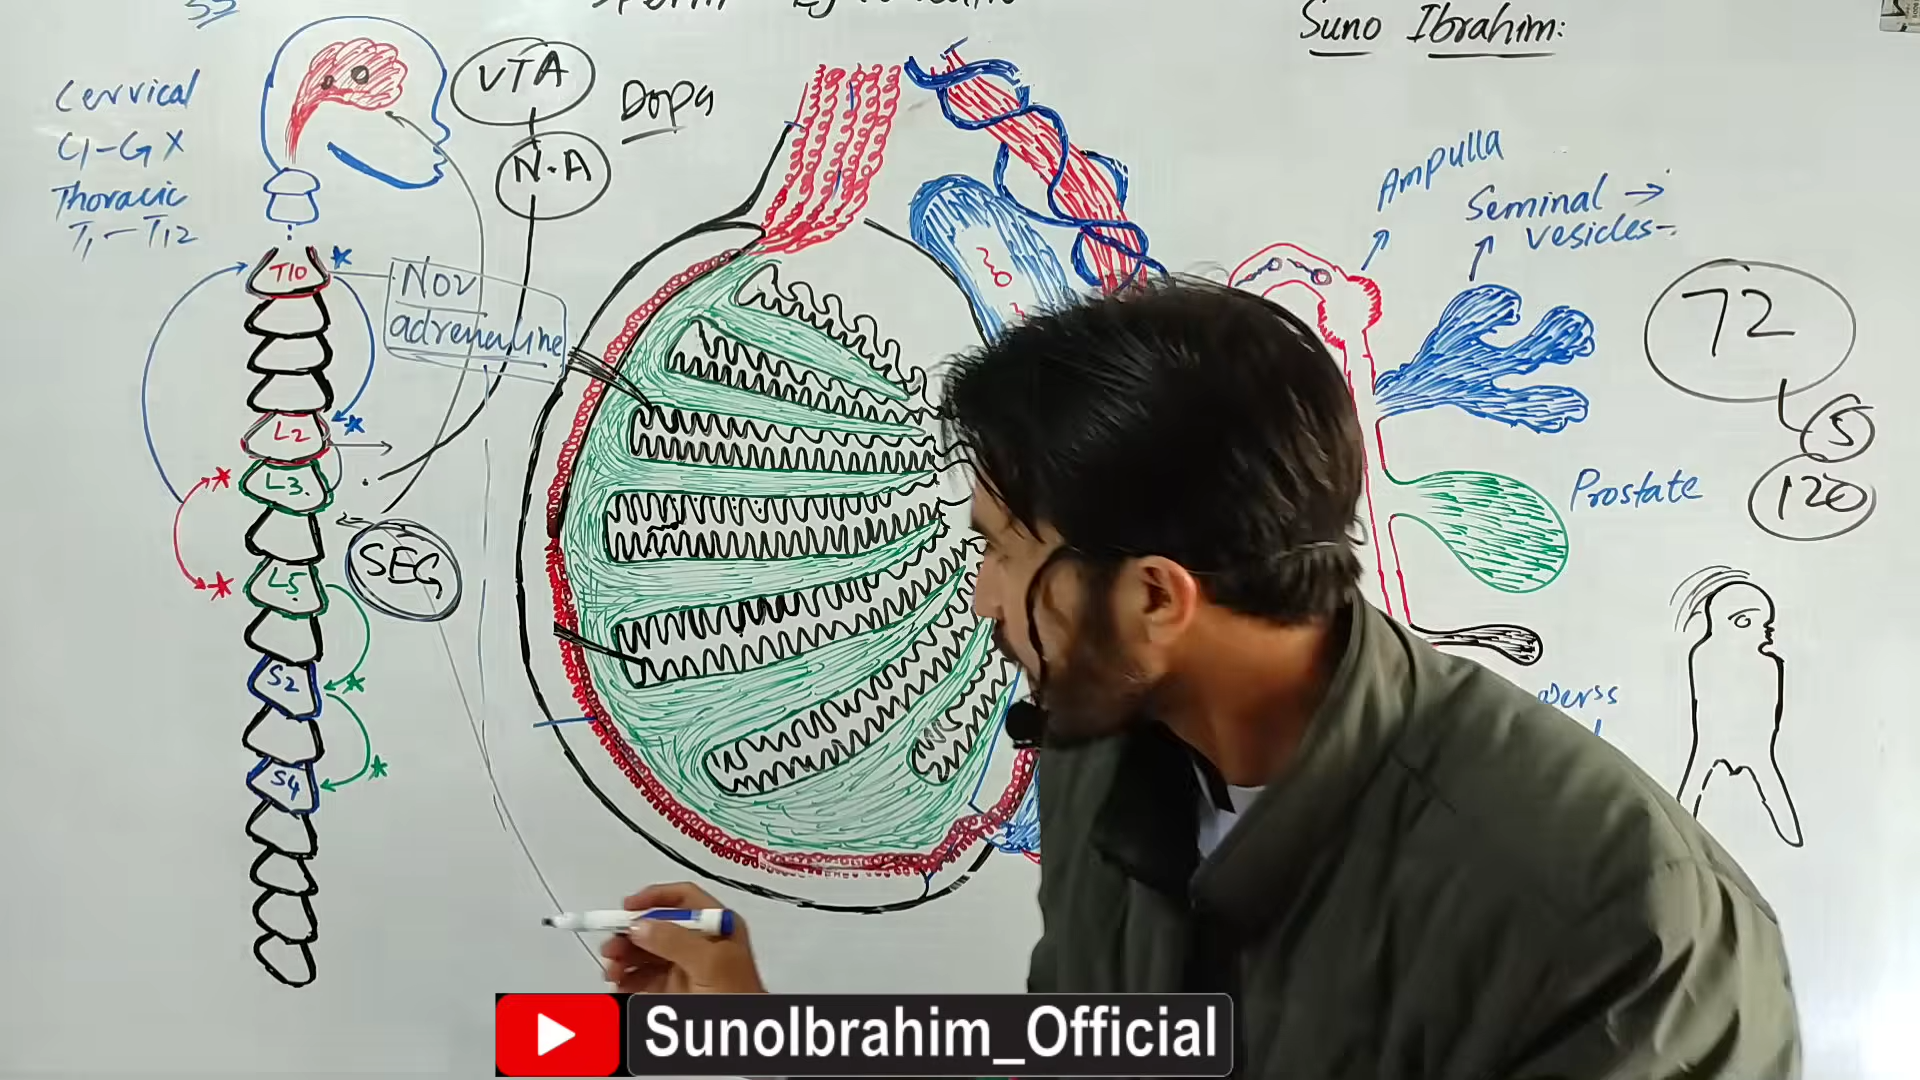 Suno Ibrahim:
Cervical
C1-C7 X
Thoracic
T1-T12
VTA
N.A
Dopa
Ampulla
Seminal →
vesicles-
T10
Nor
adrenaline
72
5
120
L2
L3.
SEG
L5
S2
S4
Prostate
SunoIbrahim_Official